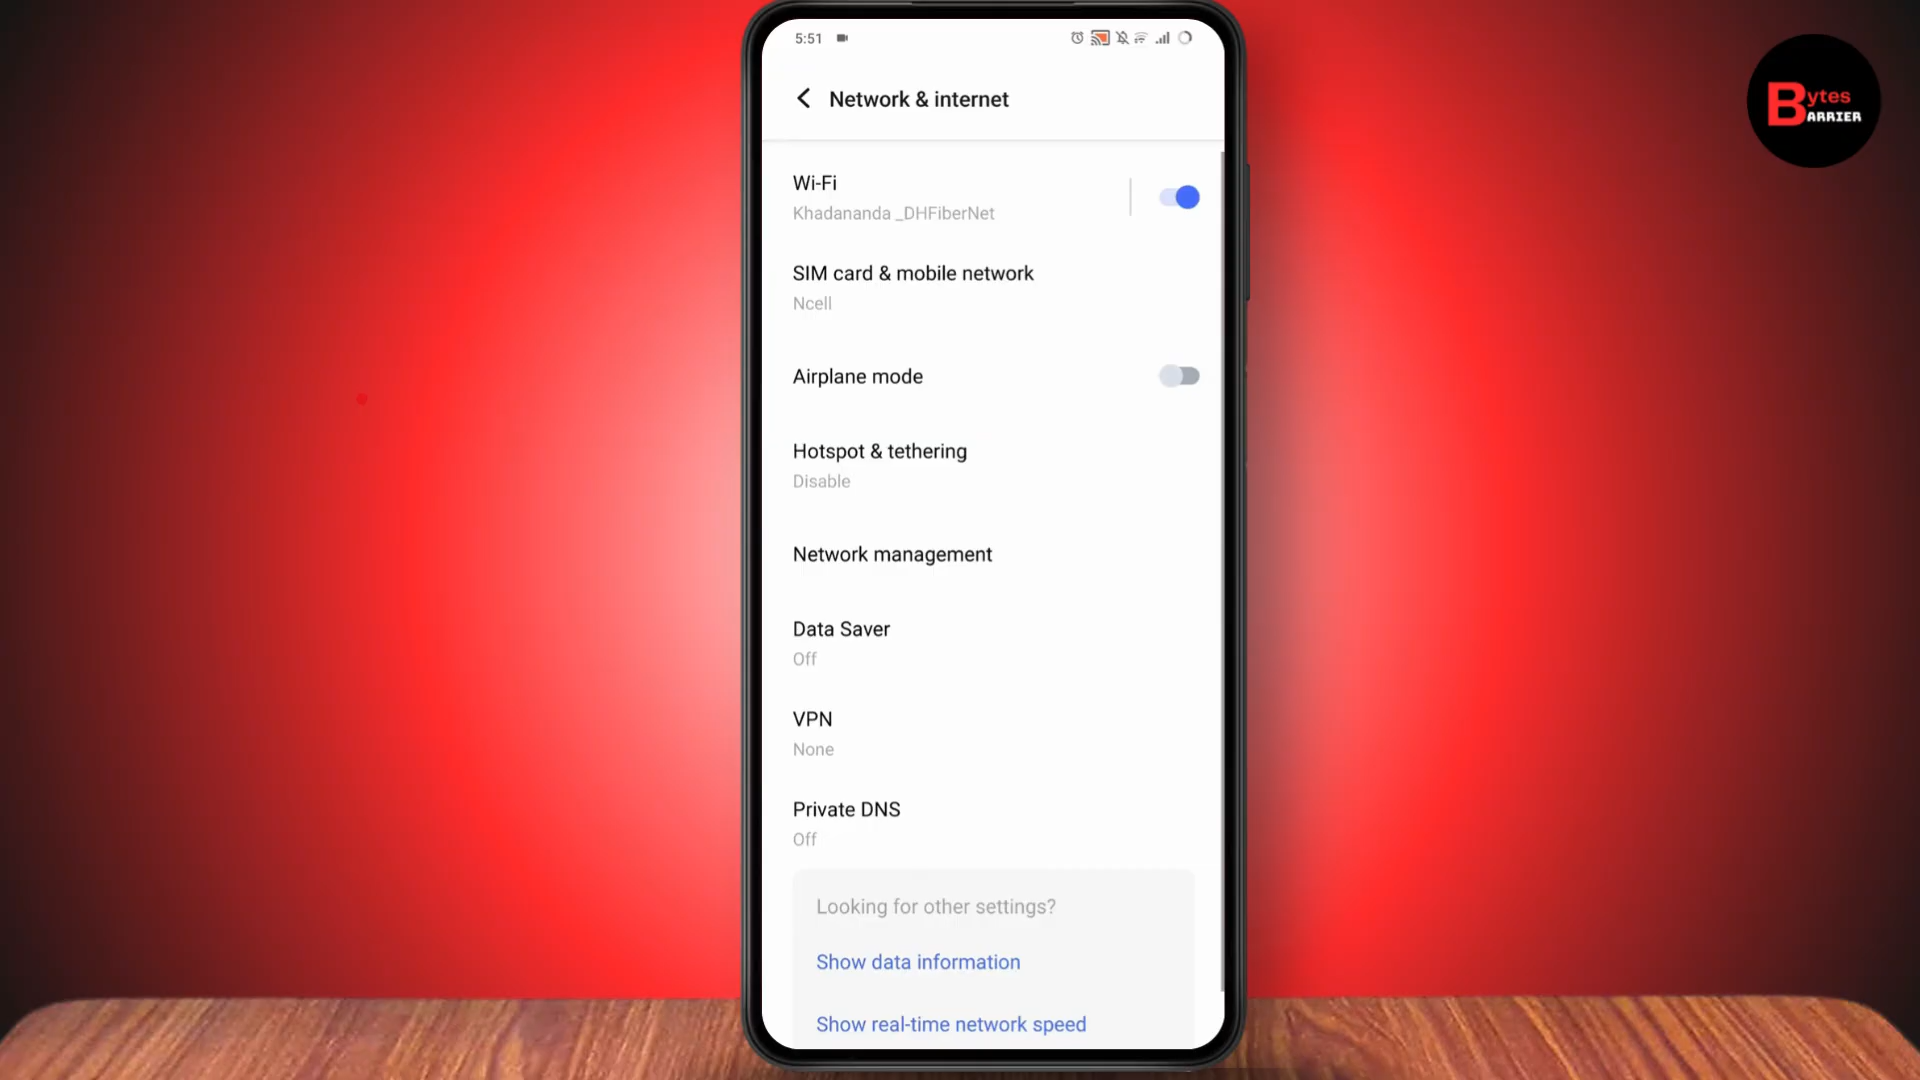 5:51
Network & internet
Bytes
BARRIER
Wi-Fi
Khadananda _DHFiberNet
SIM card & mobile network
Ncell
Airplane mode
Hotspot & tethering
Disable
Network management
Data Saver
Off
VPN
None
Private DNS
Off
Looking for other settings?
Show data information
Show real-time network speed